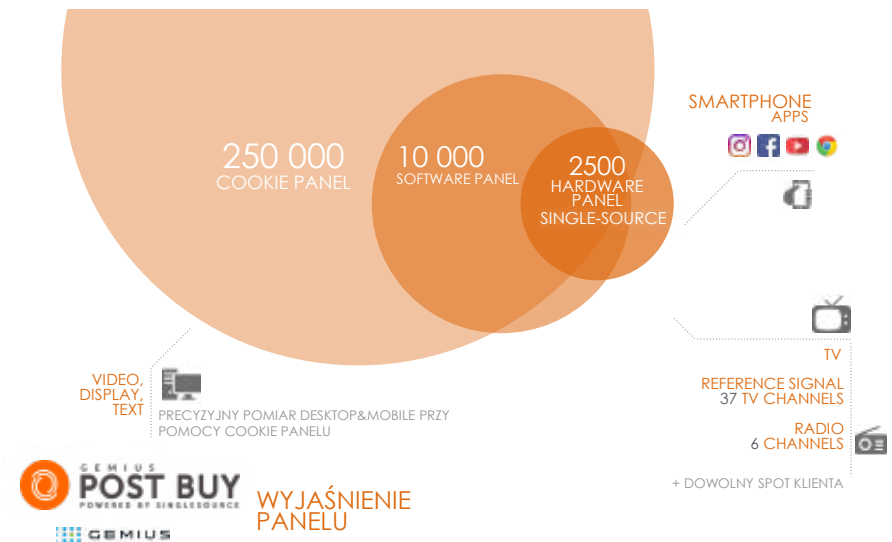 250 000
COOKIE PANEL
10 000
SOFTWARE PANEL
2500
HARDWARE
PANEL
SINGLE-SOURCE
SMARTPHONE
APPS
TV
REFERENCE SIGNAL
37 TV CHANNELS
RADIO
6 CHANNELS
+ DOWOLNY SPOT KLIENTA
VIDEO,
DISPLAY,
TEXT
PRECYZYJNY POMIAR DESKTOP&MOBILE PRZY
POMOCY COOKIE PANELU
GEMIUS
POST BUY
POWERED BY SINGLESOURCE
GEMIUS
WYJAŚNIENIE
PANELU